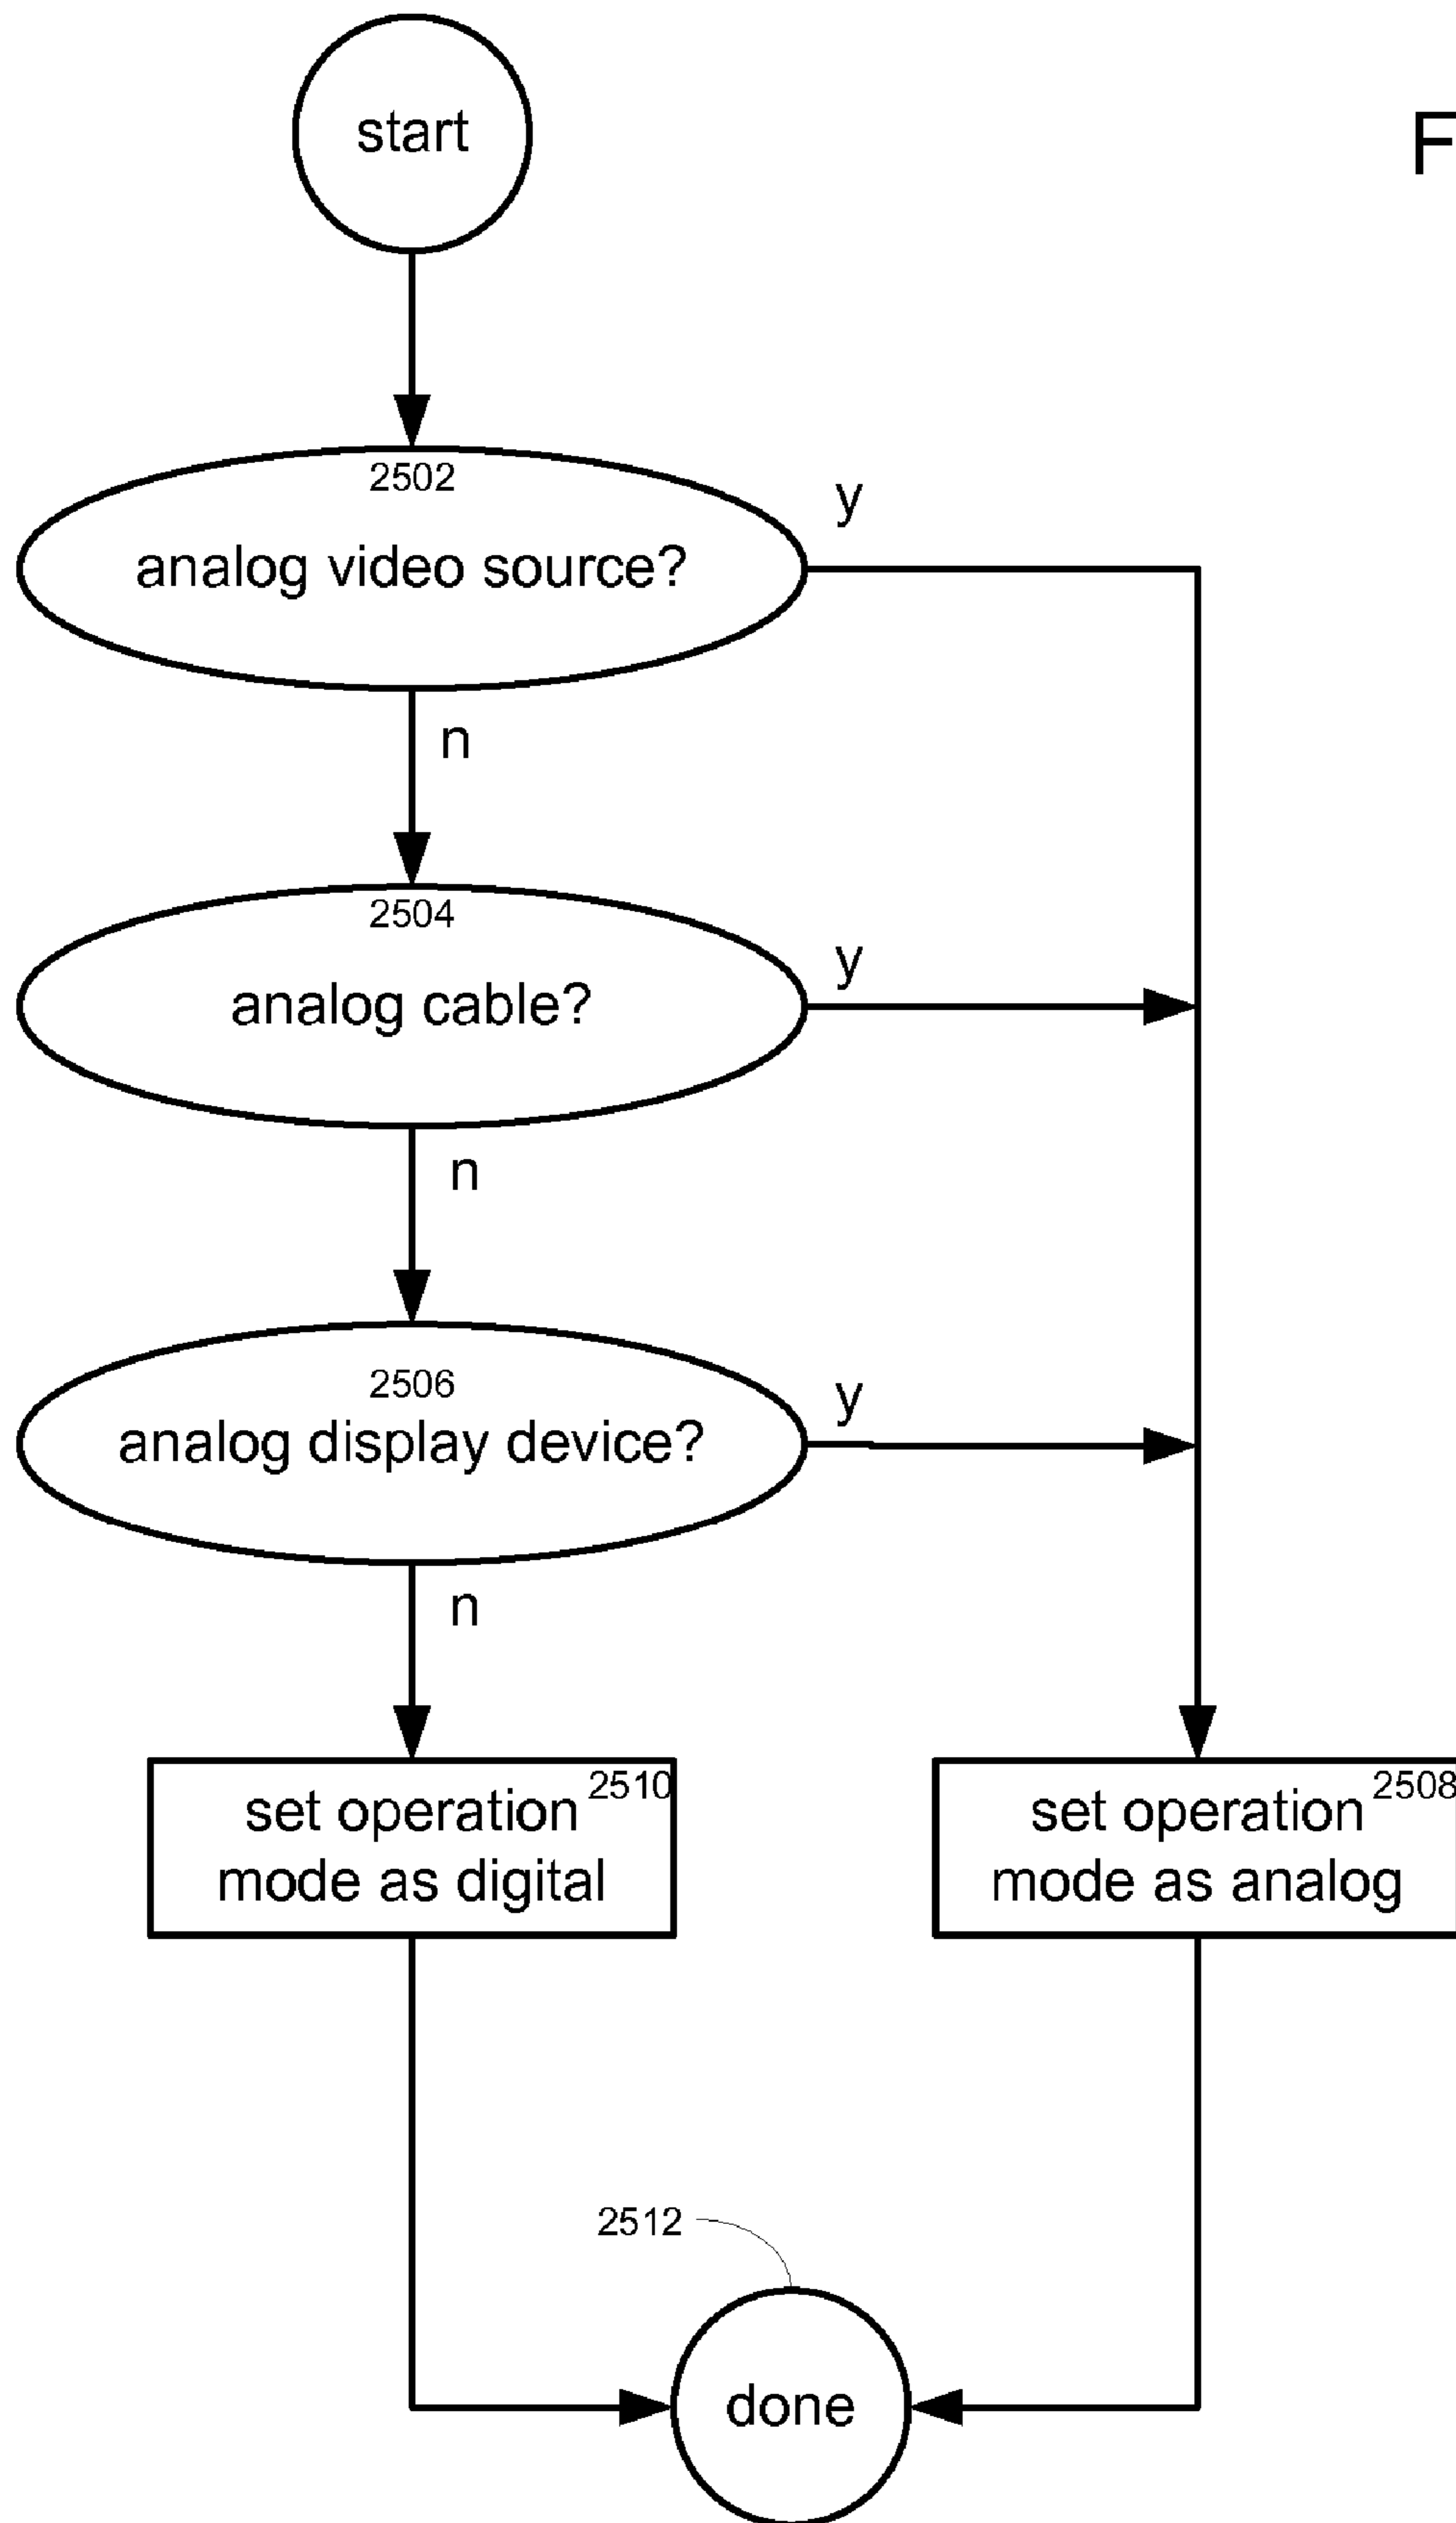 start
F
2502
analog video source?
y
n
2504
analog cable?
y
n
2506
analog display device?
y
n
2510
set operation
mode as digital
2508
set operation
mode as analog
2512
done